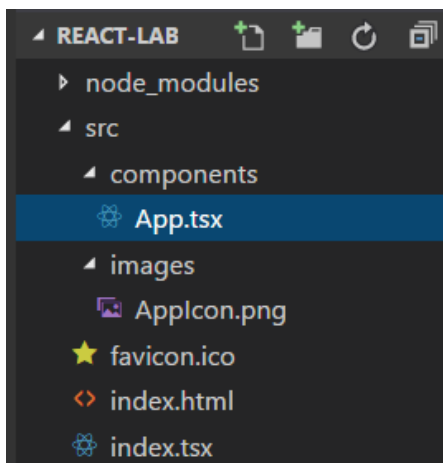 REACT-LAB
node_modules
src
components
App.tsx
images
AppIcon.png
favicon.ico
index.html
index.tsx